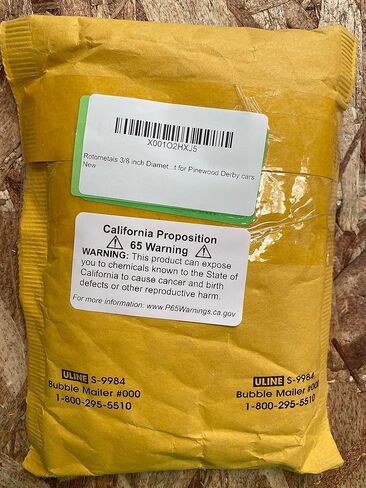 X001O2HXJ5
Rotometals 3/8 inch Diamet...t for Pinewood Derby cars
New
California Proposition
65 Warning
WARNING: This product can expose
you to chemicals known to the State of
California to cause cancer and birth
defects or other reproductive harm.
For more information: www.P65Warnings.ca.gov
ULINE S-9984
Bubble Mailer #000
1-800-295-5510
ULINE S-9984
Bubble Mailer #000
1-800-295-5510